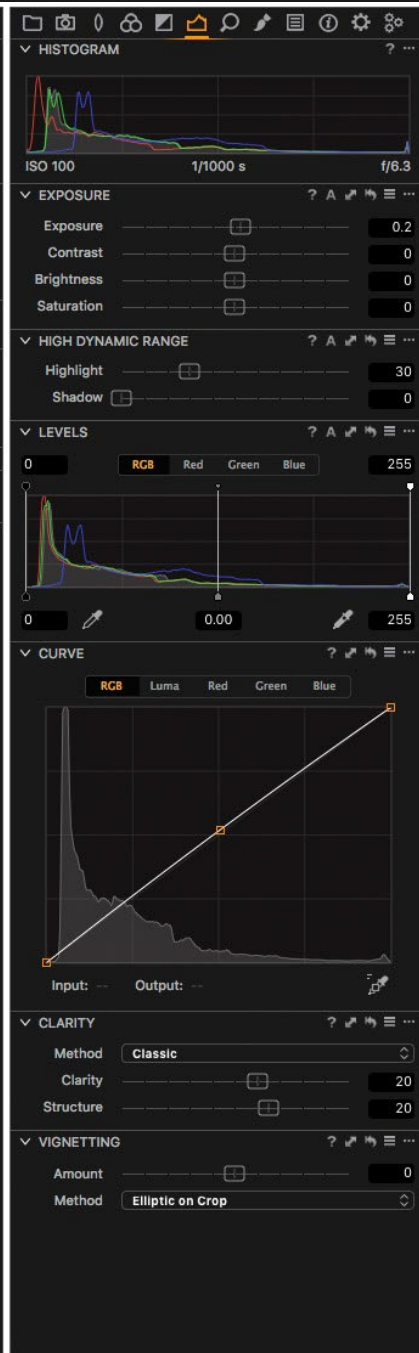 HISTOGRAM ? ...
ISO 100 1/1000 s f/6.3
EXPOSURE ? A ...
Exposure 0.2
Contrast 0
Brightness 0
Saturation 0
HIGH DYNAMIC RANGE ? A ...
Highlight 30
Shadow 0
LEVELS ? A ...
0 RGB Red Green Blue 255
0 0.00 255
CURVE ? ...
RGB Luma Red Green Blue
Input: -- Output: --
CLARITY ? ...
Method Classic
Clarity 20
Structure 20
VIGNETTING ? ...
Amount 0
Method Elliptic on Crop